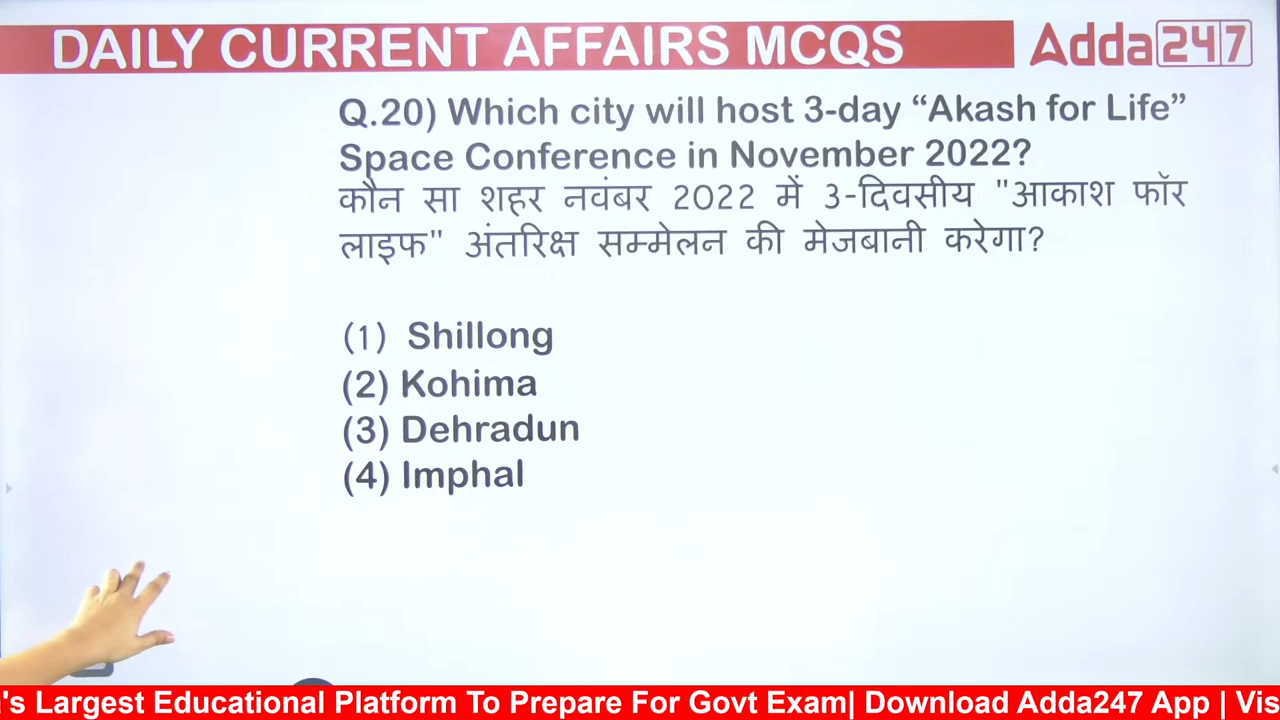 DAILY CURRENT AFFAIRS MCQS
Adda247
Q.20) Which city will host 3-day “Akash for Life”
Space Conference in November 2022?
कौन सा शहर नवंबर 2022 में 3-दिवसीय "आकाश फॉर
लाइफ" अंतरिक्ष सम्मेलन की मेजबानी करेगा?
(1) Shillong
(2) Kohima
(3) Dehradun
(4) Imphal
's Largest Educational Platform To Prepare For Govt Exam| Download Adda247 App | Vis